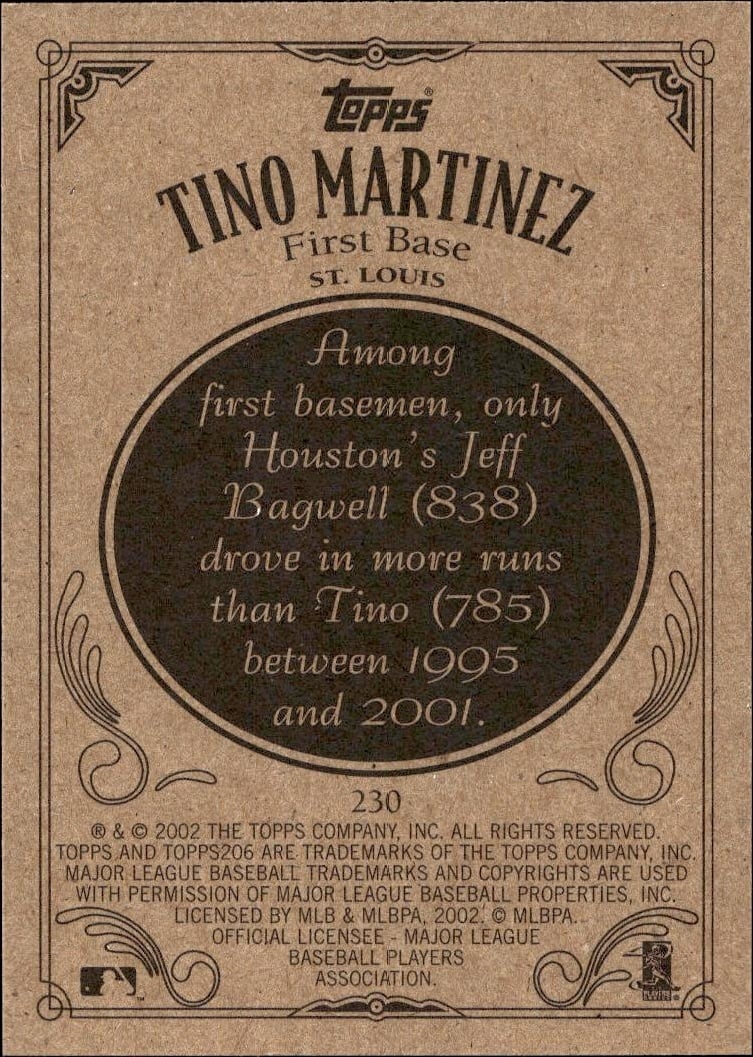 Topps®
TINO MARTINEZ
First Base
ST. LOUIS
Among
first basemen, only
Houston's Jeff
Bagwell (838)
drove in more runs
than Tino (785)
between 1995
and 2001.
230
® & © 2002 THE TOPPS COMPANY, INC. ALL RIGHTS RESERVED.
TOPPS AND TOPPS206 ARE TRADEMARKS OF THE TOPPS COMPANY, INC.
MAJOR LEAGUE BASEBALL TRADEMARKS AND COPYRIGHTS ARE USED
WITH PERMISSION OF MAJOR LEAGUE BASEBALL PROPERTIES, INC.
LICENSED BY MLB & MLBPA, 2002. © MLBPA.
OFFICIAL LICENSEE - MAJOR LEAGUE
BASEBALL PLAYERS
ASSOCIATION.
TM